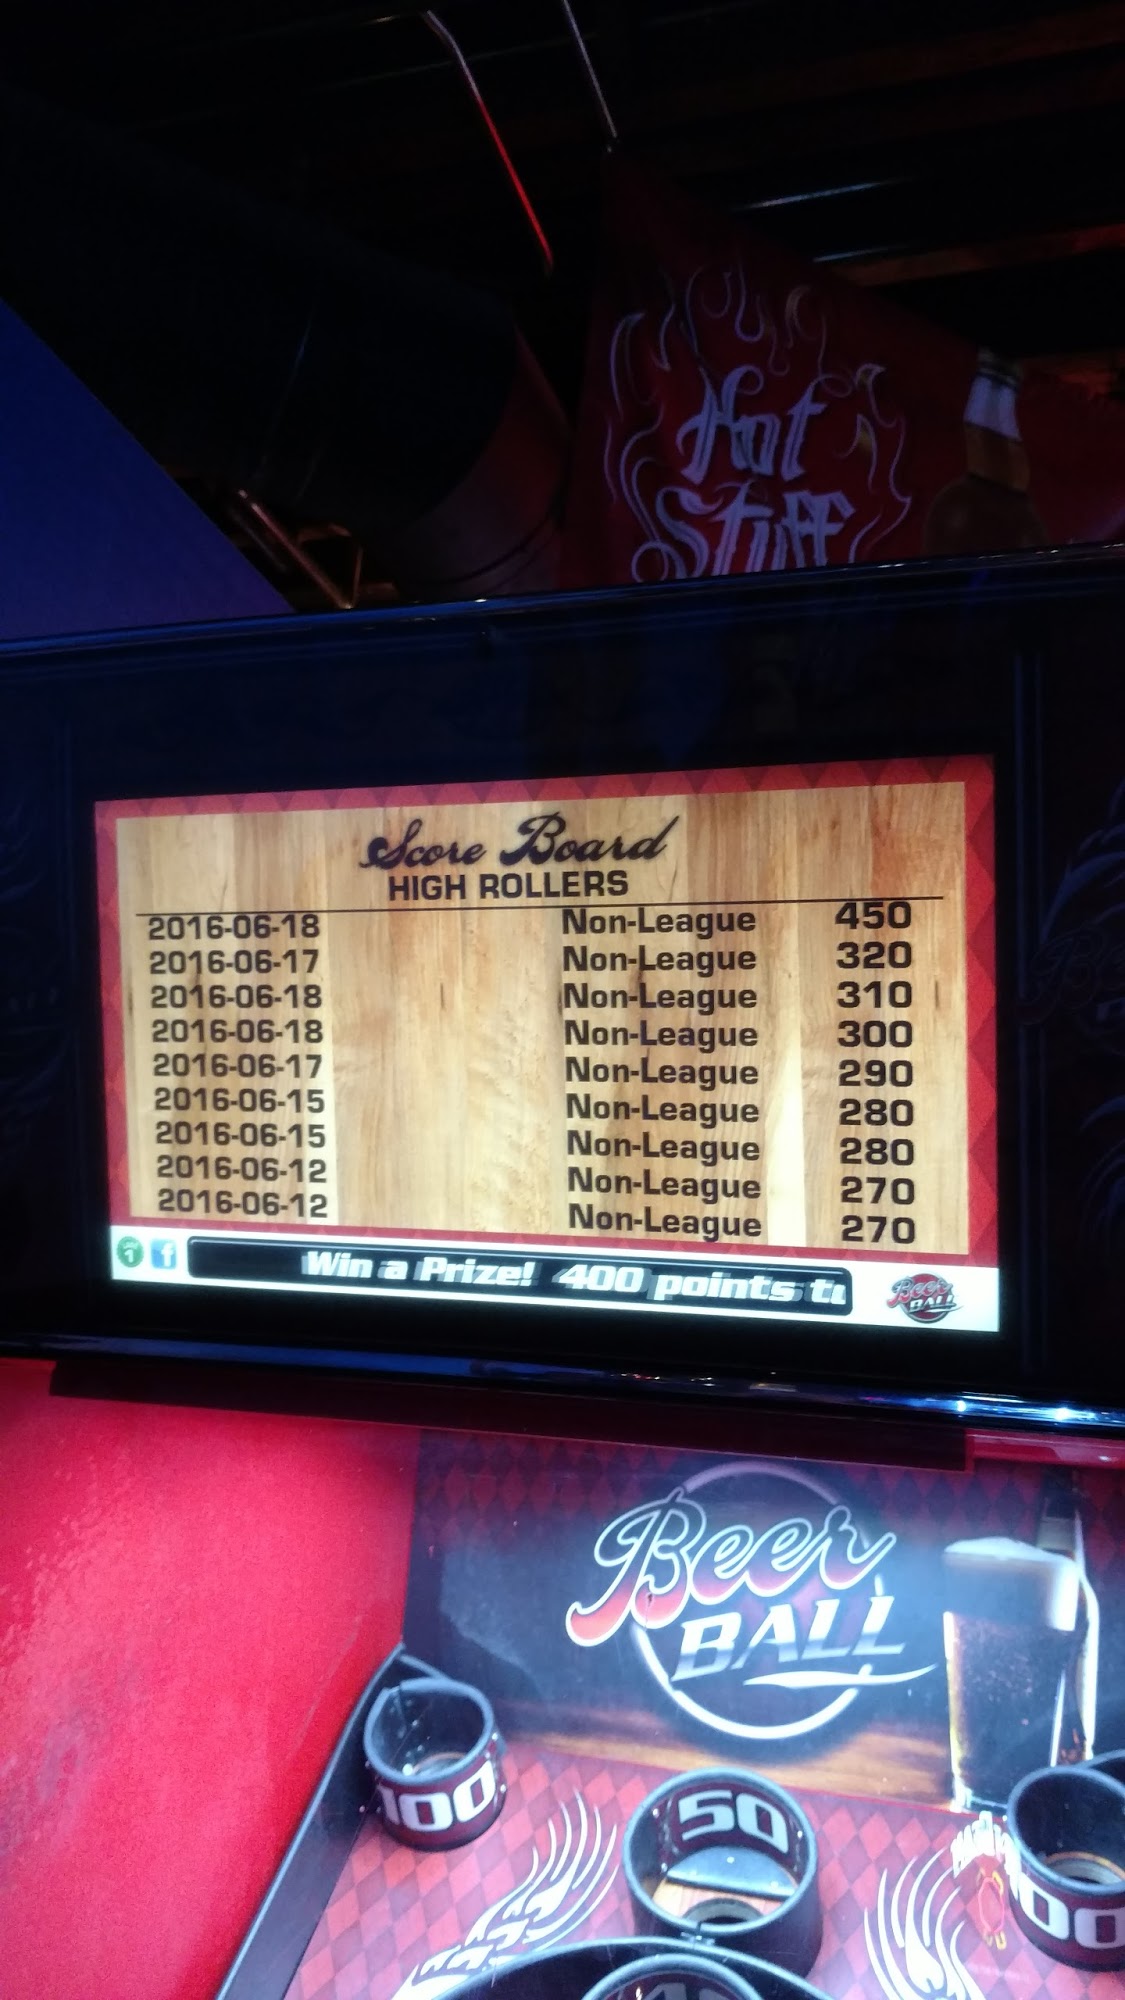 Hot
Stuff
Score Board
HIGH ROLLERS
2016-06-18 Non-League 450
2016-06-17 Non-League 320
2016-06-18 Non-League 310
2016-06-18 Non-League 300
2016-06-17 Non-League 290
2016-06-15 Non-League 280
2016-06-15 Non-League 280
2016-06-12 Non-League 270
2016-06-12 Non-League 270
1 f Win a Prize! 400 points Beer
BALL
Beer
BALL
100
50